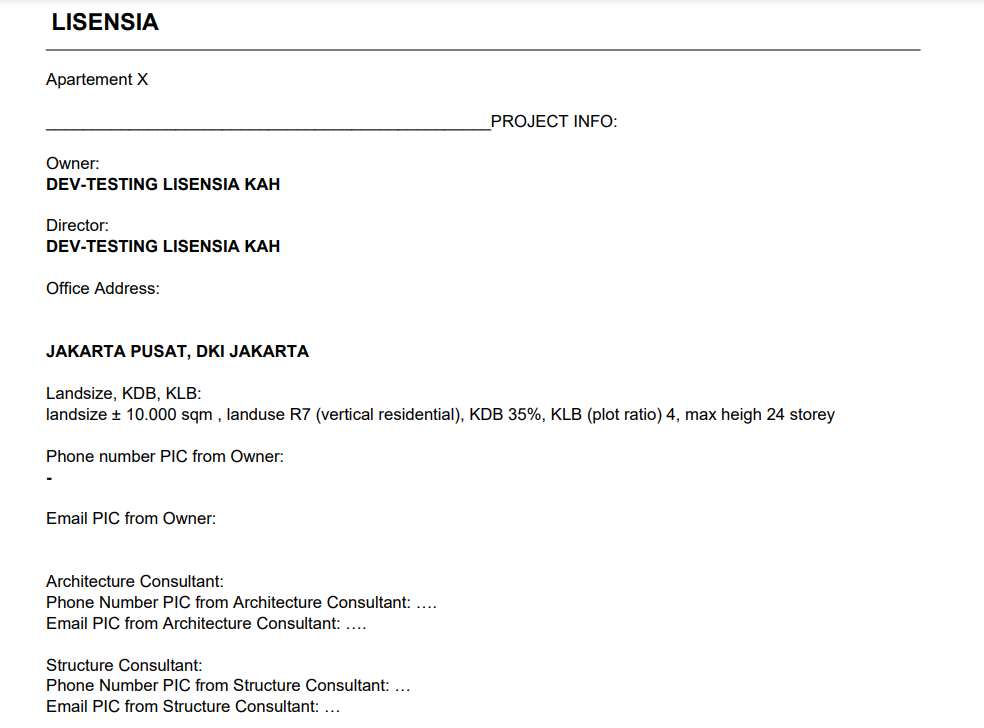 LISENSIA
Apartement X
________________________________________________PROJECT INFO:
Owner:
DEV-TESTING LISENSIA KAH
Director:
DEV-TESTING LISENSIA KAH
Office Address:
JAKARTA PUSAT, DKI JAKARTA
Landsize, KDB, KLB:
landsize ± 10.000 sqm , landuse R7 (vertical residential), KDB 35%, KLB (plot ratio) 4, max heigh 24 storey
Phone number PIC from Owner:
-
Email PIC from Owner:
Architecture Consultant:
Phone Number PIC from Architecture Consultant: ….
Email PIC from Architecture Consultant: ….
Structure Consultant:
Phone Number PIC from Structure Consultant: …
Email PIC from Structure Consultant: …